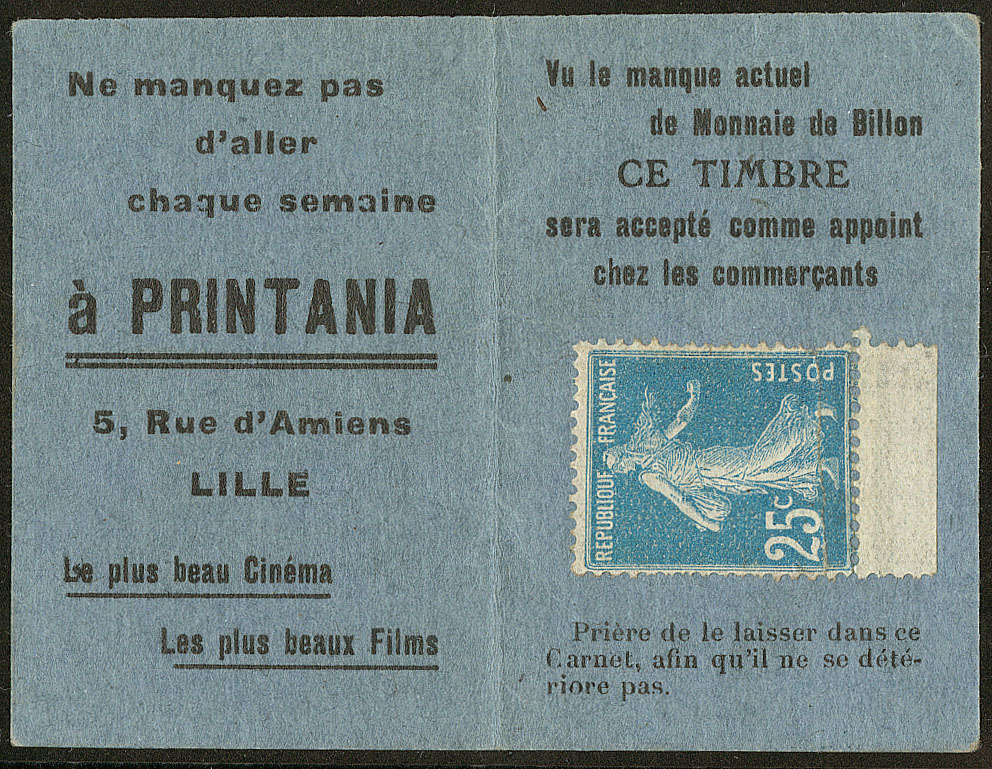 Ne manquez pas
d'aller
chaque semaine
à PRINTANIA
5, Rue d'Amiens
LILLE
Le plus beau Cinéma
Les plus beaux Films
Vu le manque actuel
de Monnaie de Billon
CE TIMBRE
sera accepté comme appoint
chez les commerçants
REPUBLIQUE FRANCAISE
POSTES
25c
Prière de le laisser dans ce
Carnet, afin qu'il ne se dété-
riore pas.